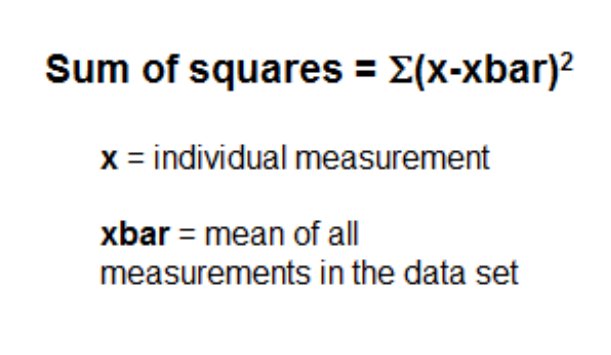 Sum of squares = Σ(x-xbar)²
x = individual measurement
xbar = mean of all
measurements in the data set